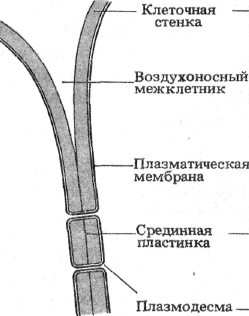 Клеточная
стенка
Воздухоносный
межклетник
Плазматическая
мембрана
Срединная
пластинка
Плазмодесма